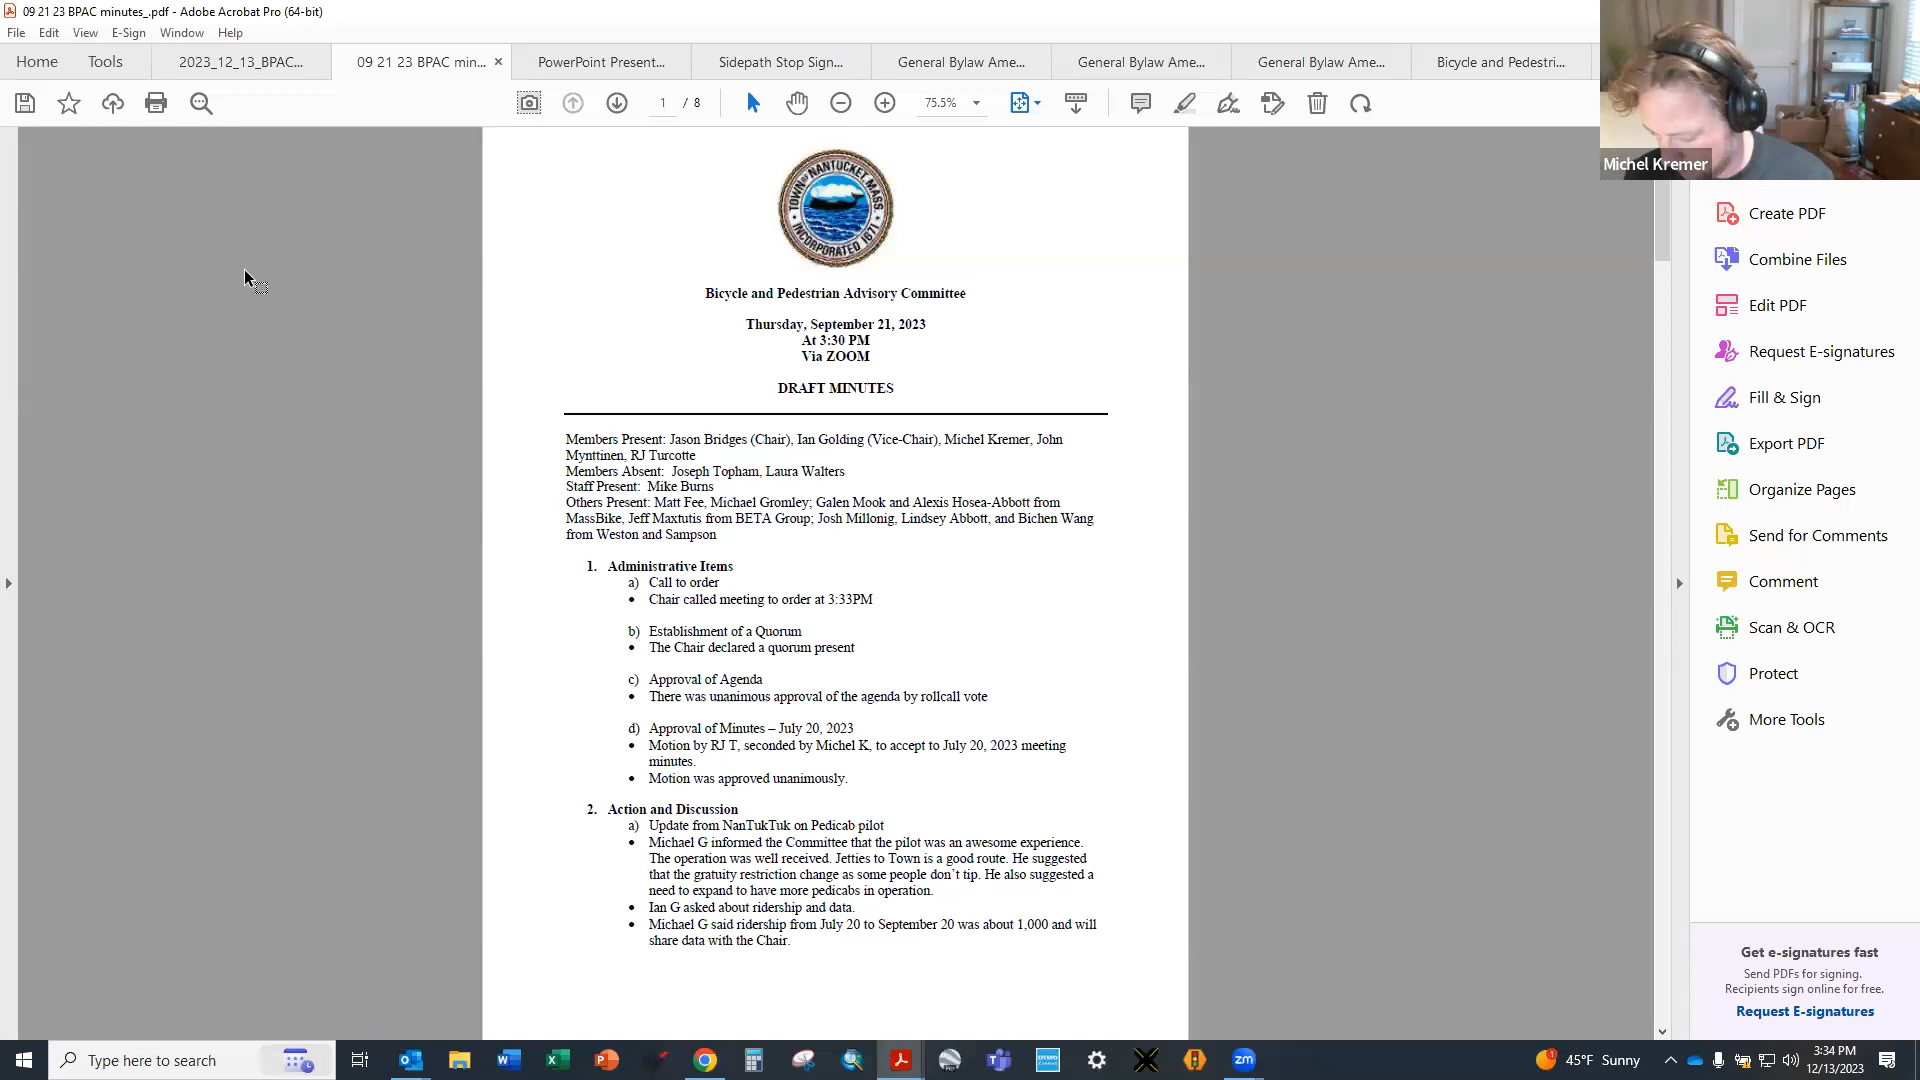 09 21 23 BPAC minutes_.pdf - Adobe Acrobat Pro (64-bit)
File Edit View E-Sign Window Help
Home Tools 2023_12_13_BPAC... 09 21 23 BPAC min... × PowerPoint Present... Sidepath Stop Sign... General Bylaw Ame... General Bylaw Ame... General Bylaw Ame... Bicycle and Pedestri...
1 / 8 75.5%
Michel Kremer
TOWN OF NANTUCKET, MASS.
INCORPORATED 1671
Bicycle and Pedestrian Advisory Committee
Thursday, September 21, 2023
At 3:30 PM
Via ZOOM
DRAFT MINUTES
Members Present: Jason Bridges (Chair), Ian Golding (Vice-Chair), Michel Kremer, John
Mynttinen, RJ Turcotte
Members Absent: Joseph Topham, Laura Walters
Staff Present: Mike Burns
Others Present: Matt Fee, Michael Gromley; Galen Mook and Alexis Hosea-Abbott from
MassBike, Jeff Maxtutis from BETA Group; Josh Millonig, Lindsey Abbott, and Bichen Wang
from Weston and Sampson
1. Administrative Items
a) Call to order
• Chair called meeting to order at 3:33PM
b) Establishment of a Quorum
• The Chair declared a quorum present
c) Approval of Agenda
• There was unanimous approval of the agenda by rollcall vote
d) Approval of Minutes – July 20, 2023
• Motion by RJ T, seconded by Michel K, to accept to July 20, 2023 meeting
minutes.
• Motion was approved unanimously.
2. Action and Discussion
a) Update from NanTukTuk on Pedicab pilot
• Michael G informed the Committee that the pilot was an awesome experience.
The operation was well received. Jetties to Town is a good route. He suggested
that the gratuity restriction change as some people don't tip. He also suggested a
need to expand to have more pedicabs in operation.
• Ian G asked about ridership and data.
• Michael G said ridership from July 20 to September 20 was about 1,000 and will
share data with the Chair.
Create PDF
Combine Files
Edit PDF
Request E-signatures
Fill & Sign
Export PDF
Organize Pages
Send for Comments
Comment
Scan & OCR
Protect
More Tools
Get e-signatures fast
Send PDFs for signing.
Recipients sign online for free.
Request E-signatures
Type here to search
zm
1 45°F Sunny
3:34 PM
12/13/2023